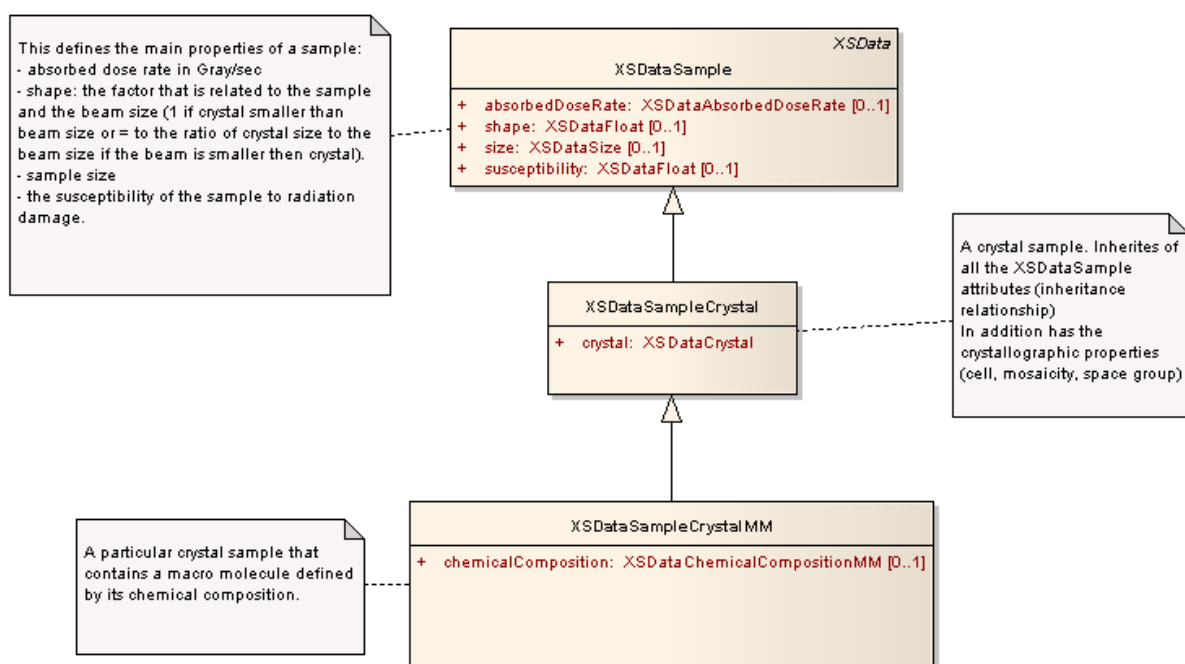 This defines the main properties of a sample:
- absorbed dose rate in Gray/sec
- shape: the factor that is related to the sample
and the beam size (1 if crystal smaller than
beam size or = to the ratio of crystal size to the
beam size if the beam is smaller then crystal).
- sample size
- the susceptibility of the sample to radiation
damage.
XSData
XSDataSample
+ absorbedDoseRate: XSDataAbsorbedDoseRate [0..1]
+ shape: XSDataFloat [0..1]
+ size: XSDataSize [0..1]
+ susceptibility: XSDataFloat [0..1]
A crystal sample. Inherites of
all the XSDataSample
attributes (inheritance
relationship)
In addition has the
crystallographic properties
(cell, mosaicity, space group)
XSDataSampleCrystal
+ crystal: XSDataCrystal
XSDataSampleCrystalMM
+ chemicalComposition: XSDataChemicalCompositionMM [0..1]
A particular crystal sample that
contains a macro molecule defined
by its chemical composition.